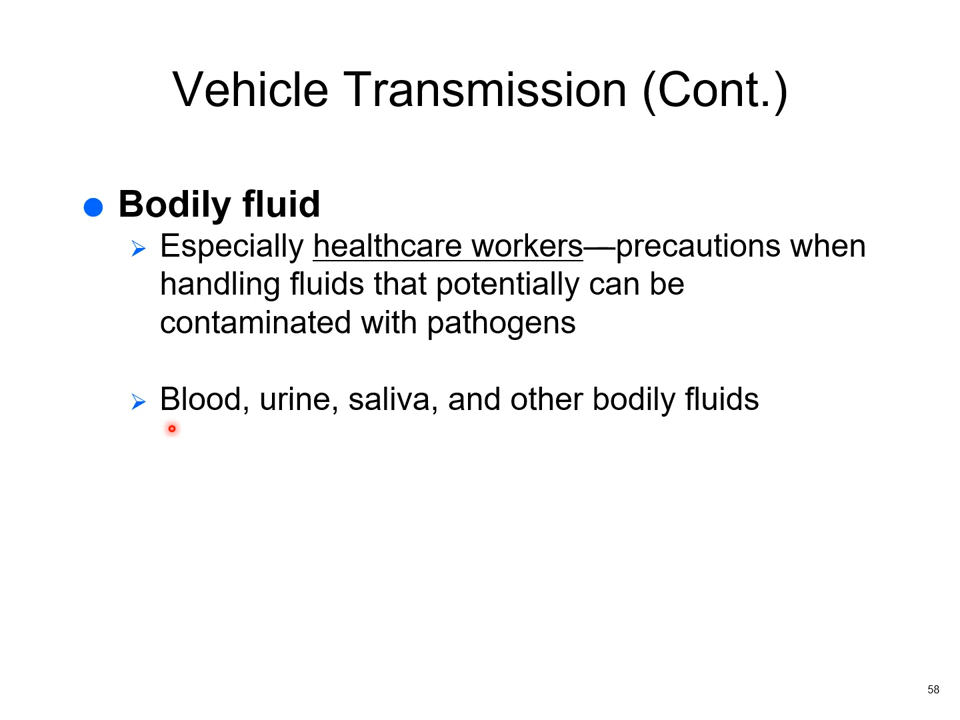 Vehicle Transmission (Cont.)
Bodily fluid
Especially healthcare workers—precautions when
handling fluids that potentially can be
contaminated with pathogens
Blood, urine, saliva, and other bodily fluids
58